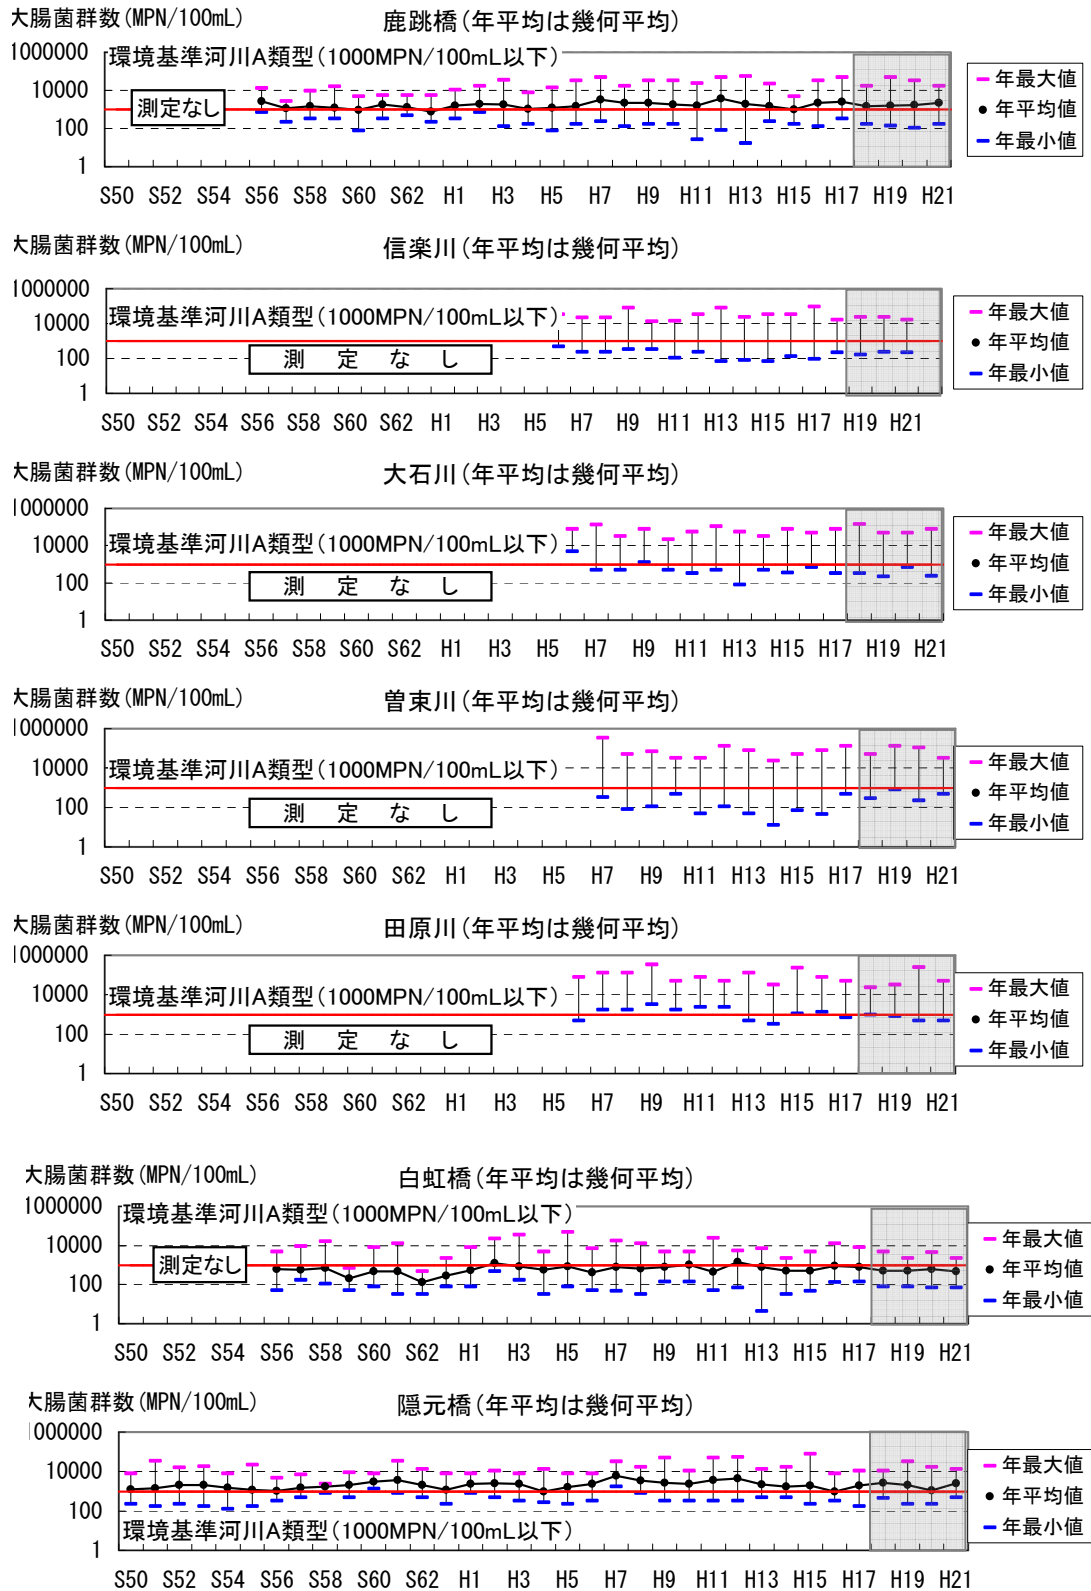 大腸菌群数(MPN/100mL)
鹿跳橋(年平均は幾何平均)
1000000
10000
100
1
環境基準河川A類型(1000MPN/100mL以下)
測定なし
年最大値
年平均値
年最小値
S50 S52 S54 S56 S58 S60 S62 H1 H3 H5 H7 H9 H11 H13 H15 H17 H19 H21
大腸菌群数(MPN/100mL)
信楽川(年平均は幾何平均)
1000000
10000
100
1
環境基準河川A類型(1000MPN/100mL以下)
測定なし
年最大値
年平均値
年最小値
S50 S52 S54 S56 S58 S60 S62 H1 H3 H5 H7 H9 H11 H13 H15 H17 H19 H21
大腸菌群数(MPN/100mL)
大石川(年平均は幾何平均)
1000000
10000
100
1
環境基準河川A類型(1000MPN/100mL以下)
測定なし
年最大値
年平均値
年最小値
S50 S52 S54 S56 S58 S60 S62 H1 H3 H5 H7 H9 H11 H13 H15 H17 H19 H21
大腸菌群数(MPN/100mL)
曽束川(年平均は幾何平均)
1000000
10000
100
1
環境基準河川A類型(1000MPN/100mL以下)
測定なし
年最大値
年平均値
年最小値
S50 S52 S54 S56 S58 S60 S62 H1 H3 H5 H7 H9 H11 H13 H15 H17 H19 H21
大腸菌群数(MPN/100mL)
田原川(年平均は幾何平均)
1000000
10000
100
1
環境基準河川A類型(1000MPN/100mL以下)
測定なし
年最大値
年平均値
年最小値
S50 S52 S54 S56 S58 S60 S62 H1 H3 H5 H7 H9 H11 H13 H15 H17 H19 H21
大腸菌群数(MPN/100mL)
白虹橋(年平均は幾何平均)
1000000
10000
100
1
環境基準河川A類型(1000MPN/100mL以下)
測定なし
年最大値
年平均値
年最小値
S50 S52 S54 S56 S58 S60 S62 H1 H3 H5 H7 H9 H11 H13 H15 H17 H19 H21
大腸菌群数(MPN/100mL)
隠元橋(年平均は幾何平均)
1000000
10000
100
1
環境基準河川A類型(1000MPN/100mL以下)
年最大値
年平均値
年最小値
S50 S52 S54 S56 S58 S60 S62 H1 H3 H5 H7 H9 H11 H13 H15 H17 H19 H21